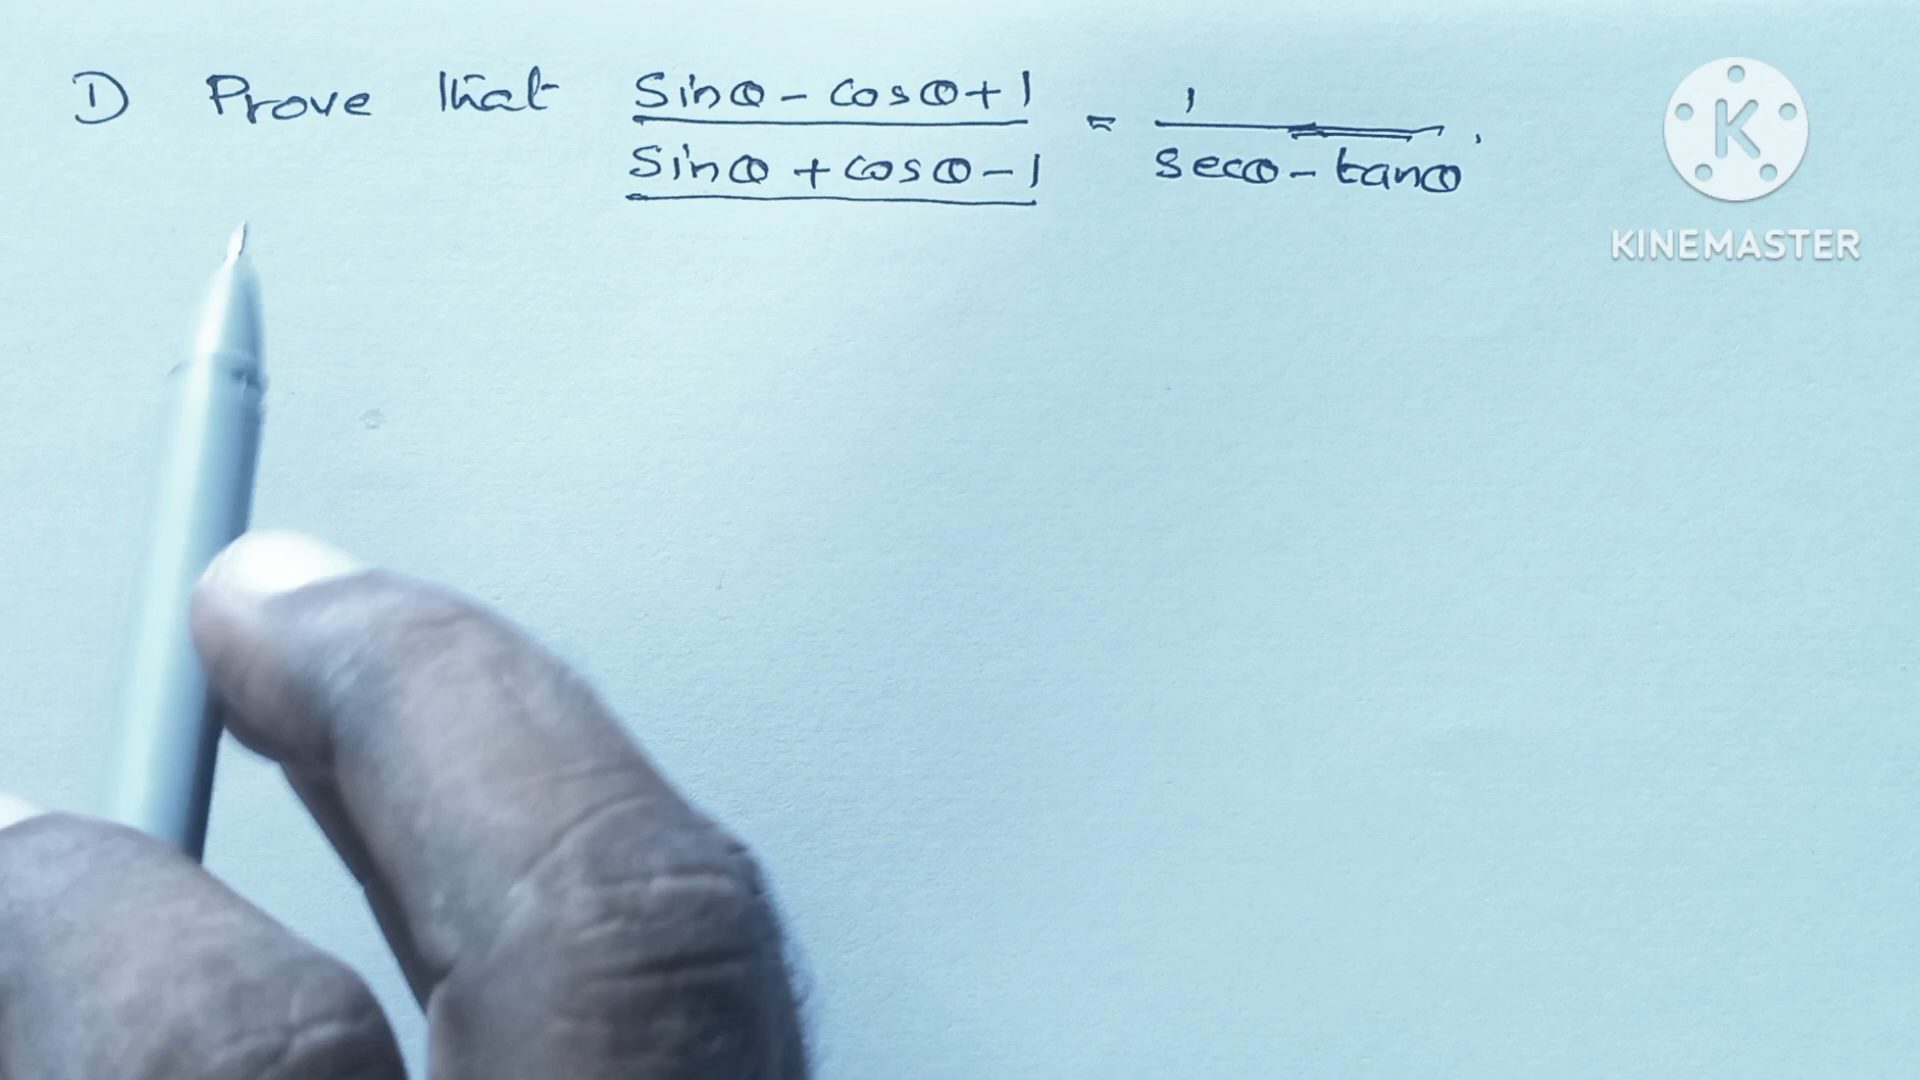 1) Prove that sinθ - cosθ + 1 / sinθ + cosθ - 1 = 1 / secθ - tanθ.
K
KINEMASTER